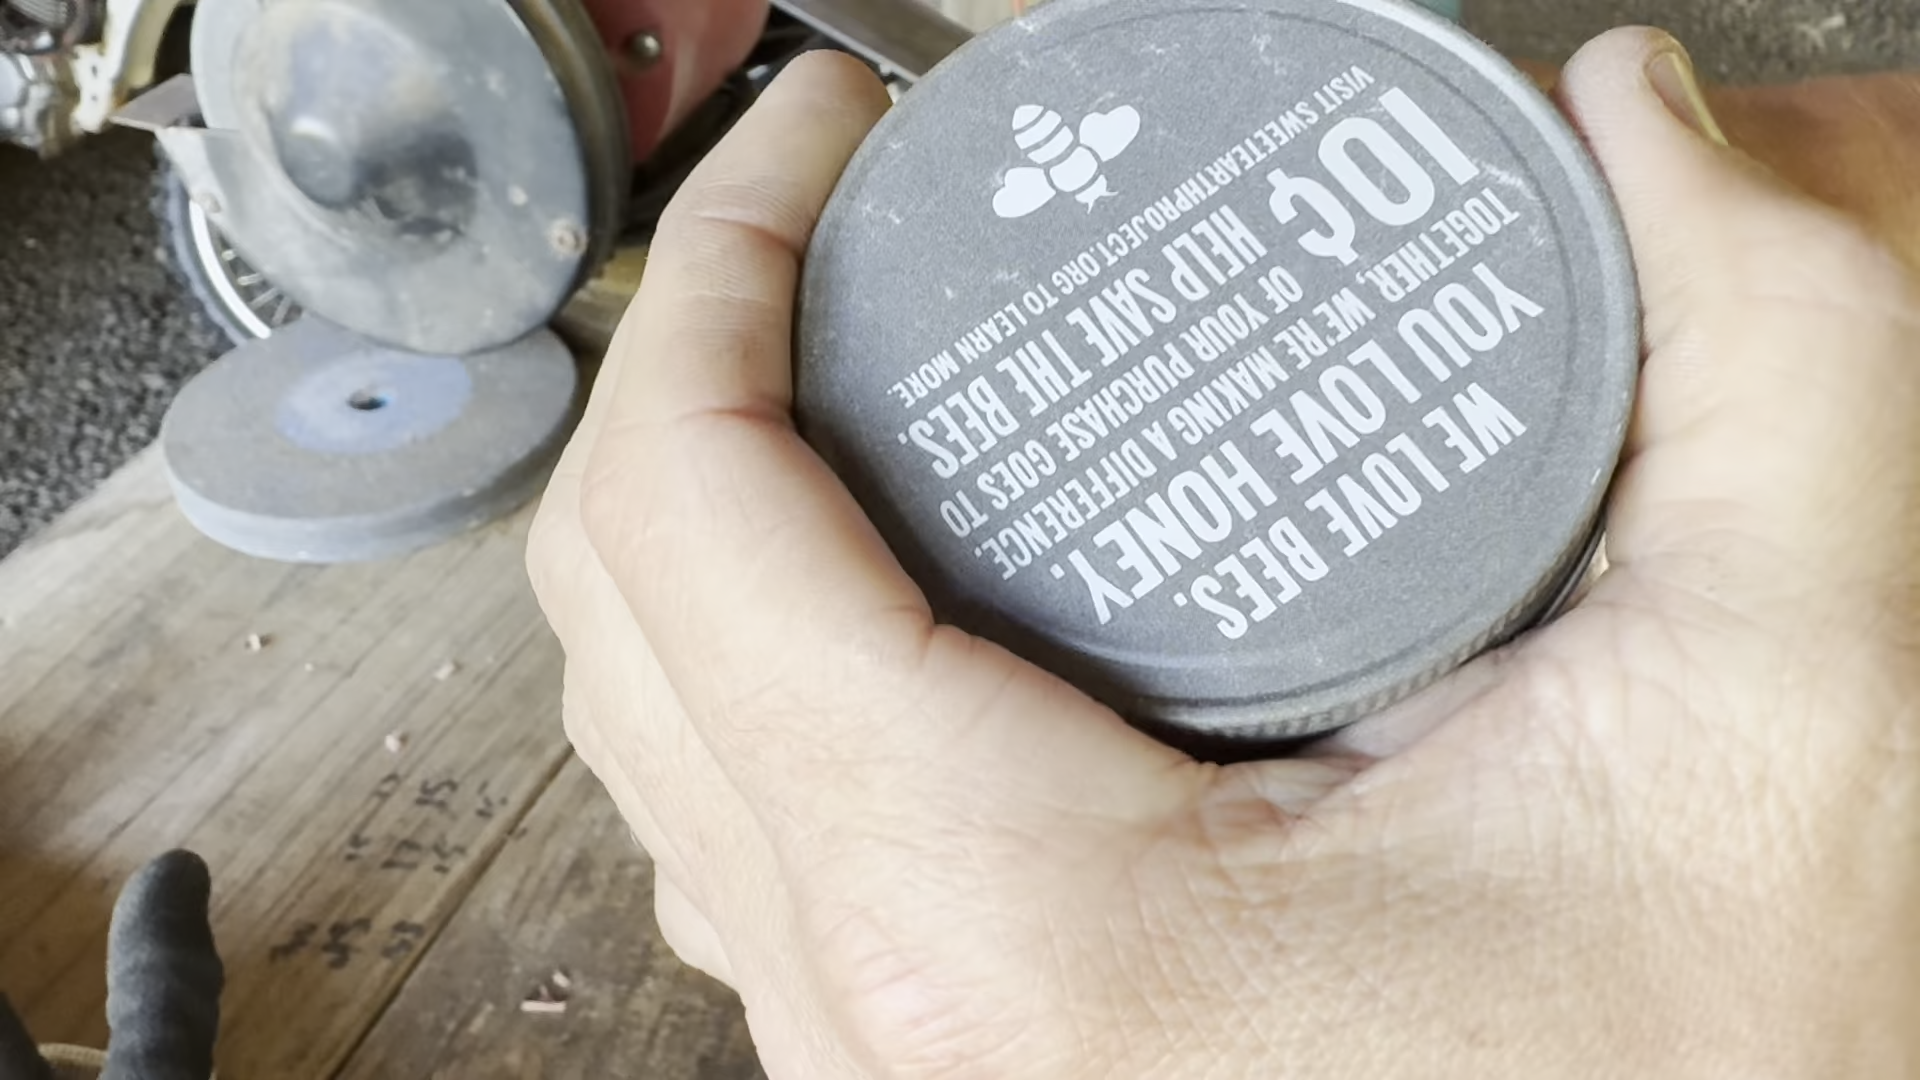 WE LOVE BEES.
YOU LOVE HONEY.
TOGETHER, WE'RE MAKING A DIFFERENCE.
10¢ OF YOUR PURCHASE GOES TO
HELP SAVE THE BEES.
VISIT SWEETEARTHPROJECT.ORG TO LEARN MORE.